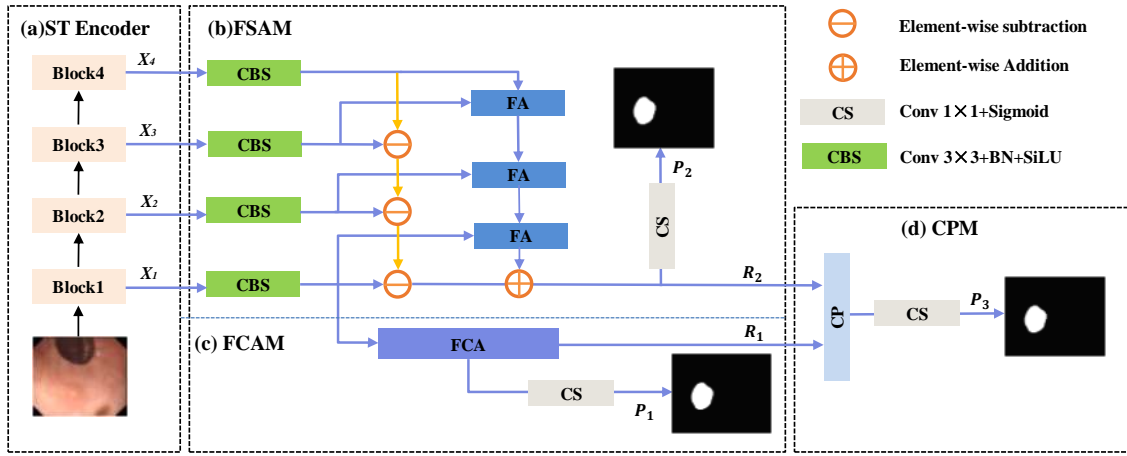 (a)ST Encoder
Block4
X₄
Block3
X₃
Block2
X₂
Block1
X₁
(b)FSAM
CBS
CBS
CBS
CBS
FA
FA
FA
P₂
CS
R₂
(c) FCAM
FCA
R₁
CS
P₁
Element-wise subtraction
Element-wise Addition
CS Conv 1×1+Sigmoid
CBS Conv 3×3+BN+SiLU
(d) CPM
CP
CS
P₃